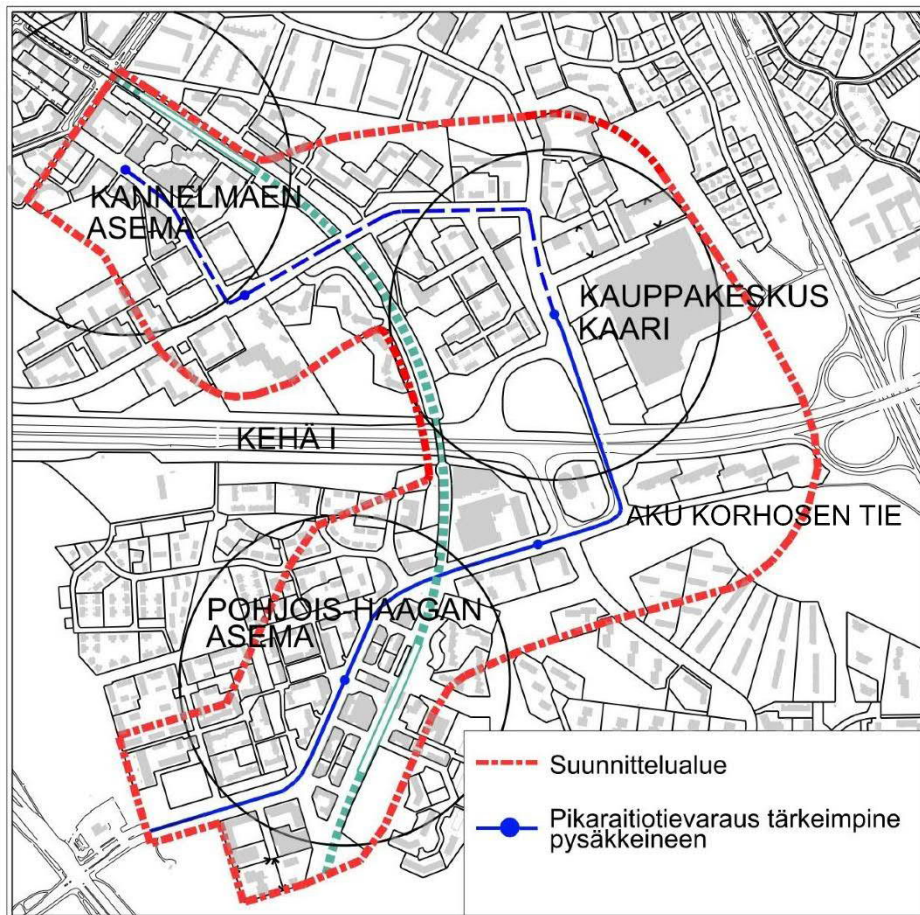 KANNELMÄEN
ASEMA
KAUPPAKESKUS
KAARI
KEHÄ I
AKU KORHOSEN TIE
POHJOIS-HAAGAN
ASEMA
Suunnittelualue
Pikaraitiotievaraus tärkeimpine
pysäkkeineen